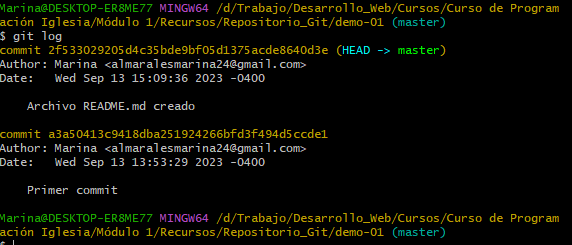 Marina@DESKTOP-ER8ME77 MINGW64 /d/Trabajo/Desarrollo_Web/Cursos/Curso de Program
ación Iglesia/Módulo 1/Recursos/Repositorio_Git/demo-01 (master)
$ git log
commit 2f533029205d4c35bde9bf05d1375acde8640d3e (HEAD -> master)
Author: Marina <almaralesmarina24@gmail.com>
Date:   Wed Sep 13 15:09:36 2023 -0400
Archivo README.md creado
commit a3a50413c9418dba251924266bfd3f494d5ccde1
Author: Marina <almaralesmarina24@gmail.com>
Date:   Wed Sep 13 13:53:29 2023 -0400
Primer commit
Marina@DESKTOP-ER8ME77 MINGW64 /d/Trabajo/Desarrollo_Web/Cursos/Curso de Program
ación Iglesia/Módulo 1/Recursos/Repositorio_Git/demo-01 (master)
$